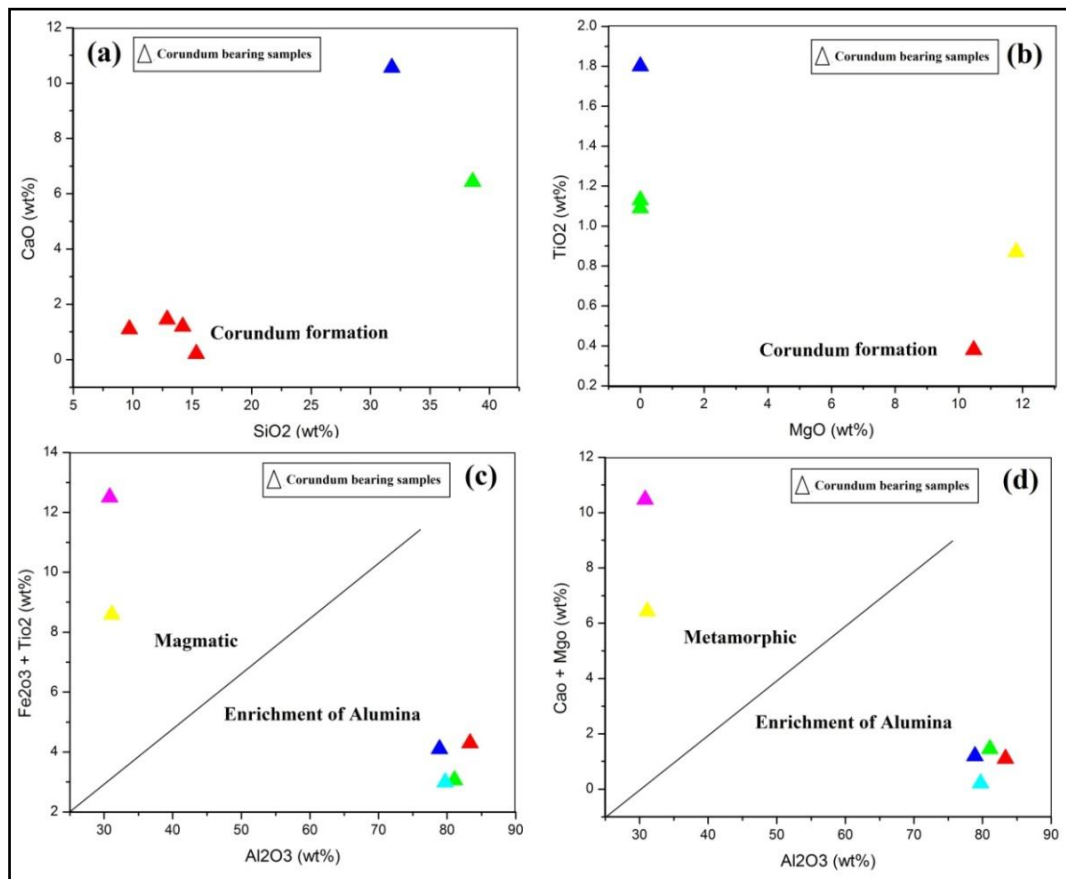 (a)
△ Corundum bearing samples
CaO (wt%)
12
10
8
6
4
2
0
Corundum formation
5 10 15 20 25 30 35 40
SiO2 (wt%)
(b)
△ Corundum bearing samples
TiO2 (wt%)
2.0
1.8
1.6
1.4
1.2
1.0
0.8
0.6
0.4
0.2
Corundum formation
0 2 4 6 8 10 12
MgO (wt%)
(c)
△ Corundum bearing samples
Fe2o3 + Tio2 (wt%)
14
12
10
8
6
4
2
Magmatic
Enrichment of Alumina
30 40 50 60 70 80 90
Al2O3 (wt%)
(d)
△ Corundum bearing samples
Cao + Mgo (wt%)
12
10
8
6
4
2
0
Metamorphic
Enrichment of Alumina
30 40 50 60 70 80 90
Al2O3 (wt%)